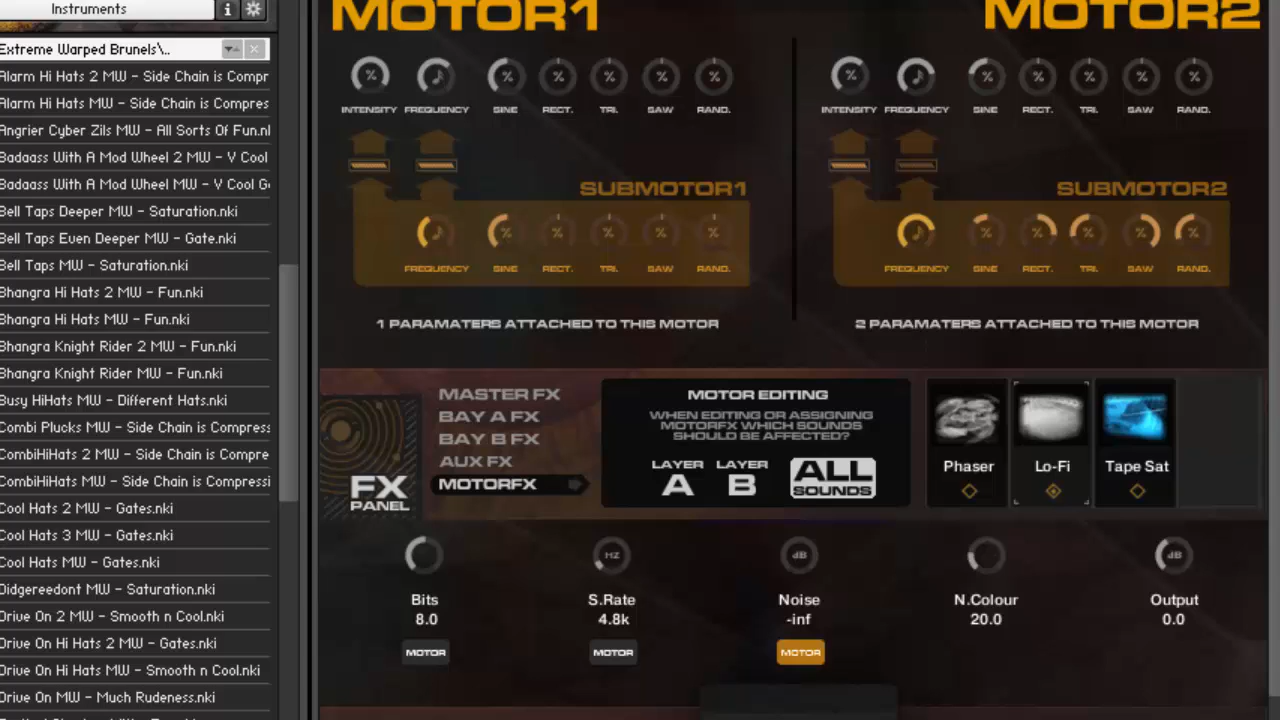 Instruments
Extreme Warped Brunels\..
Alarm Hi Hats 2 MW - Side Chain is Compr
Alarm Hi Hats MW - Side Chain is Compres
Angrier Cyber Zils MW - All Sorts Of Fun.nl
Badaass With A Mod Wheel 2 MW - V Cool
Badaass With A Mod Wheel MW - V Cool G
Bell Taps Deeper MW - Saturation.nki
Bell Taps Even Deeper MW - Gate.nki
Bell Taps MW - Saturation.nki
Bhangra Hi Hats 2 MW - Fun.nki
Bhangra Hi Hats MW - Fun.nki
Bhangra Knight Rider 2 MW - Fun.nki
Bhangra Knight Rider MW - Fun.nki
Busy HiHats MW - Different Hats.nki
Combi Plucks MW - Side Chain is Compress
CombiHiHats 2 MW - Side Chain is Compre
CombiHiHats MW - Side Chain is Compressi
Cool Hats 2 MW - Gates.nki
Cool Hats 3 MW - Gates.nki
Cool Hats MW - Gates.nki
Didgereedont MW - Saturation.nki
Drive On 2 MW - Smooth n Cool.nki
Drive On Hi Hats 2 MW - Gates.nki
Drive On Hi Hats MW - Smooth n Cool.nki
Drive On MW - Much Rudeness.nki
MOTOR1
INTENSITY FREQUENCY SINE RECT. TRI. SAW RAND.
SUBMOTOR1
FREQUENCY SINE RECT. TRI. SAW RAND.
1 PARAMATERS ATTACHED TO THIS MOTOR
MOTOR2
INTENSITY FREQUENCY SINE RECT. TRI. SAW RAND.
SUBMOTOR2
FREQUENCY SINE RECT. TRI. SAW RAND.
2 PARAMATERS ATTACHED TO THIS MOTOR
FX
PANEL
MASTER FX
BAY A FX
BAY B FX
AUX FX
MOTORFX
MOTOR EDITING
WHEN EDITING OR ASSIGNING
MOTORFX WHICH SOUNDS
SHOULD BE AFFECTED?
LAYER A
LAYER B
ALL
SOUNDS
Phaser
Lo-Fi
Tape Sat
% HZ dB dB
Bits S.Rate Noise N.Colour Output
8.0 4.8k -inf 20.0 0.0
MOTOR MOTOR MOTOR